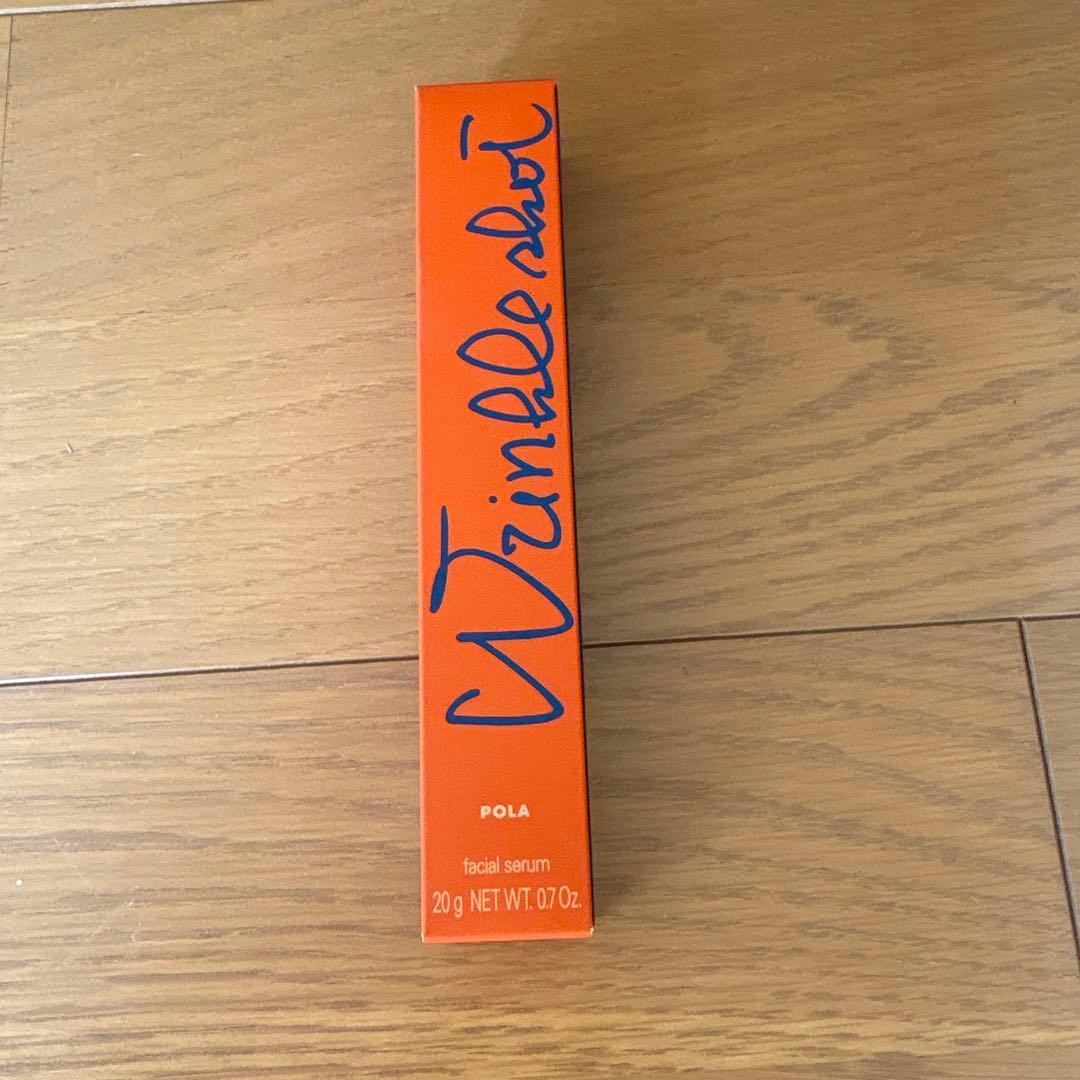 Wrinkle shot
POLA
facial serum
20 g NET WT. 0.7 Oz.